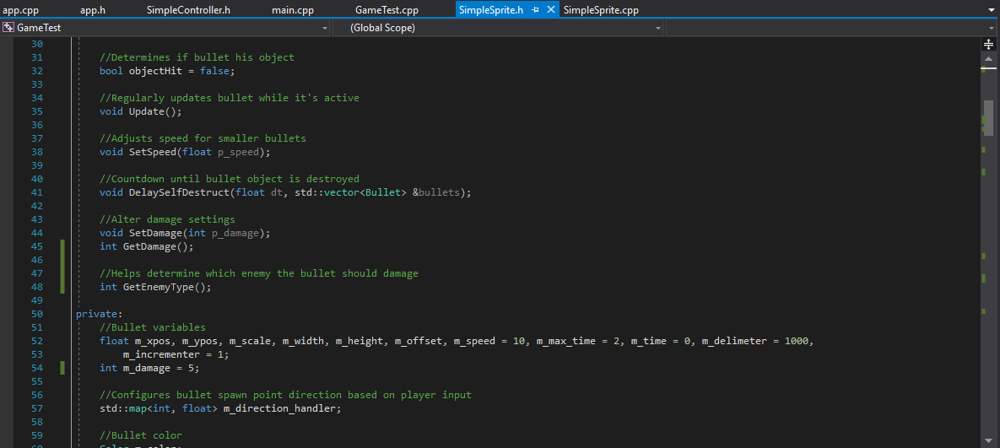 app.cpp app.h SimpleController.h main.cpp GameTest.cpp SimpleSprite.h SimpleSprite.cpp
GameTest (Global Scope)
30
31 //Determines if bullet his object
32 bool objectHit = false;
33
34 //Regularly updates bullet while it's active
35 void Update();
36
37 //Adjusts speed for smaller bullets
38 void SetSpeed(float p_speed);
39
40 //Countdown until bullet object is destroyed
41 void DelaySelfDestruct(float dt, std::vector<Bullet> &bullets);
42
43 //Alter damage settings
44 void SetDamage(int p_damage);
45 int GetDamage();
46
47 //Helps determine which enemy the bullet should damage
48 int GetEnemyType();
49
50 private:
51 //Bullet variables
52 float m_xpos, m_ypos, m_scale, m_width, m_height, m_offset, m_speed = 10, m_max_time = 2, m_time = 0, m_delimeter = 1000,
53 m_incrementer = 1;
54 int m_damage = 5;
55
56 //Configures bullet spawn point direction based on player input
57 std::map<int, float> m_direction_handler;
58
59 //Bullet color
60 Color m_color;